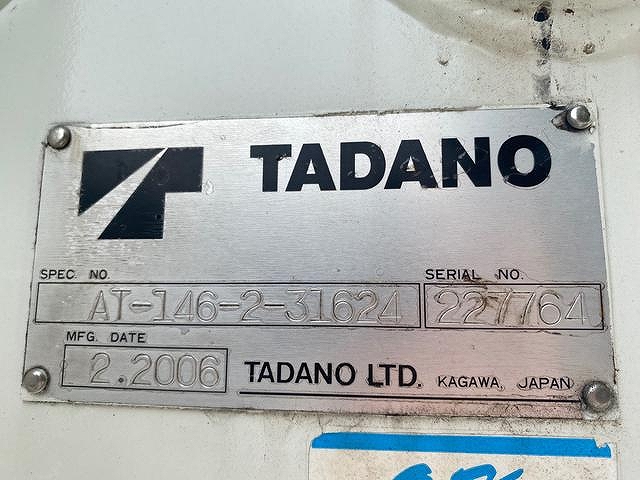 TADANO
SPEC. NO.
SERIAL NO.
AT-146-2-31624
227764
MFG. DATE
2.2006
TADANO LTD. KAGAWA, JAPAN